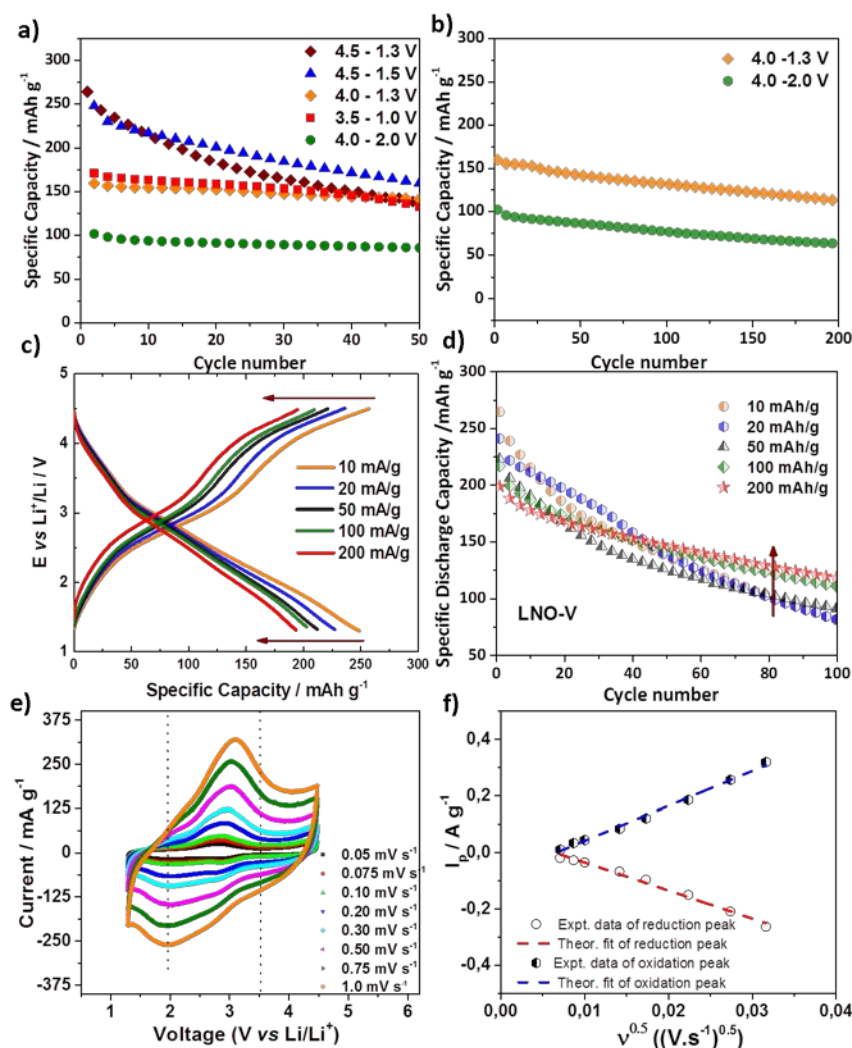 a)
300
250
200
150
100
50
0
Specific Capacity / mAh g⁻¹
4.5 - 1.3 V
4.5 - 1.5 V
4.0 - 1.3 V
3.5 - 1.0 V
4.0 - 2.0 V
0 10 20 30 40 50
Cycle number
b)
300
250
200
150
100
50
0
Specific Capacity / mAh g⁻¹
4.0 -1.3 V
4.0 -2.0 V
0 50 100 150 200
Cycle number
c)
5
4
3
2
1
E vs Li⁺/Li / V
10 mA/g
20 mA/g
50 mA/g
100 mA/g
200 mA/g
0 50 100 150 200 250 300
Specific Capacity / mAh g⁻¹
d)
300
250
200
150
100
50
Specific Discharge Capacity /mAh g⁻¹
10 mAh/g
20 mAh/g
50 mAh/g
100 mAh/g
200 mAh/g
LNO-V
0 20 40 60 80 100
Cycle number
e)
375
250
125
0
-125
-250
-375
Current / mA g⁻¹
0.05 mV s⁻¹
0.075 mV s⁻¹
0.10 mV s⁻¹
0.20 mV s⁻¹
0.30 mV s⁻¹
0.50 mV s⁻¹
0.75 mV s⁻¹
1.0 mV s⁻¹
1 2 3 4 5 6
Voltage (V vs Li/Li⁺)
f)
0,4
0,2
0,0
-0,2
-0,4
Iₚ / A g⁻¹
Expt. data of reduction peak
Theor. fit of reduction peak
Expt. data of oxidation peak
Theor. fit of oxidation peak
0,00 0,01 0,02 0,03 0,04
ν⁰·⁵ ((V.s⁻¹)⁰·⁵)